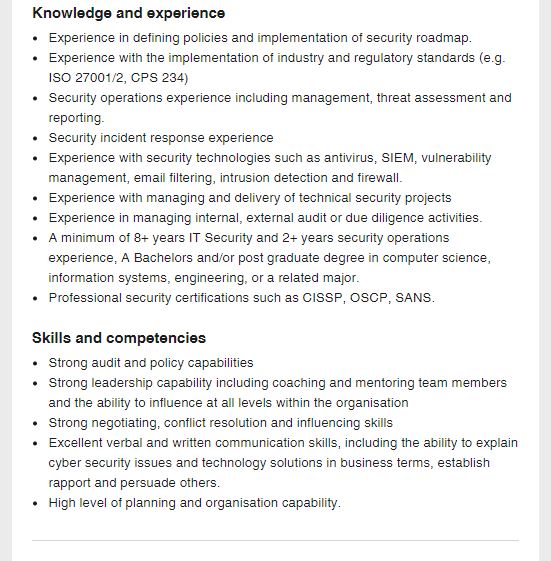 Knowledge and experience
• Experience in defining policies and implementation of security roadmap.
• Experience with the implementation of industry and regulatory standards (e.g.
ISO 27001/2, CPS 234)
• Security operations experience including management, threat assessment and
reporting.
• Security incident response experience
• Experience with security technologies such as antivirus, SIEM, vulnerability
management, email filtering, intrusion detection and firewall.
• Experience with managing and delivery of technical security projects
• Experience in managing internal, external audit or due diligence activities.
• A minimum of 8+ years IT Security and 2+ years security operations
experience, A Bachelors and/or post graduate degree in computer science,
information systems, engineering, or a related major.
• Professional security certifications such as CISSP, OSCP, SANS.
Skills and competencies
• Strong audit and policy capabilities
• Strong leadership capability including coaching and mentoring team members
and the ability to influence at all levels within the organisation
• Strong negotiating, conflict resolution and influencing skills
• Excellent verbal and written communication skills, including the ability to explain
cyber security issues and technology solutions in business terms, establish
rapport and persuade others.
• High level of planning and organisation capability.